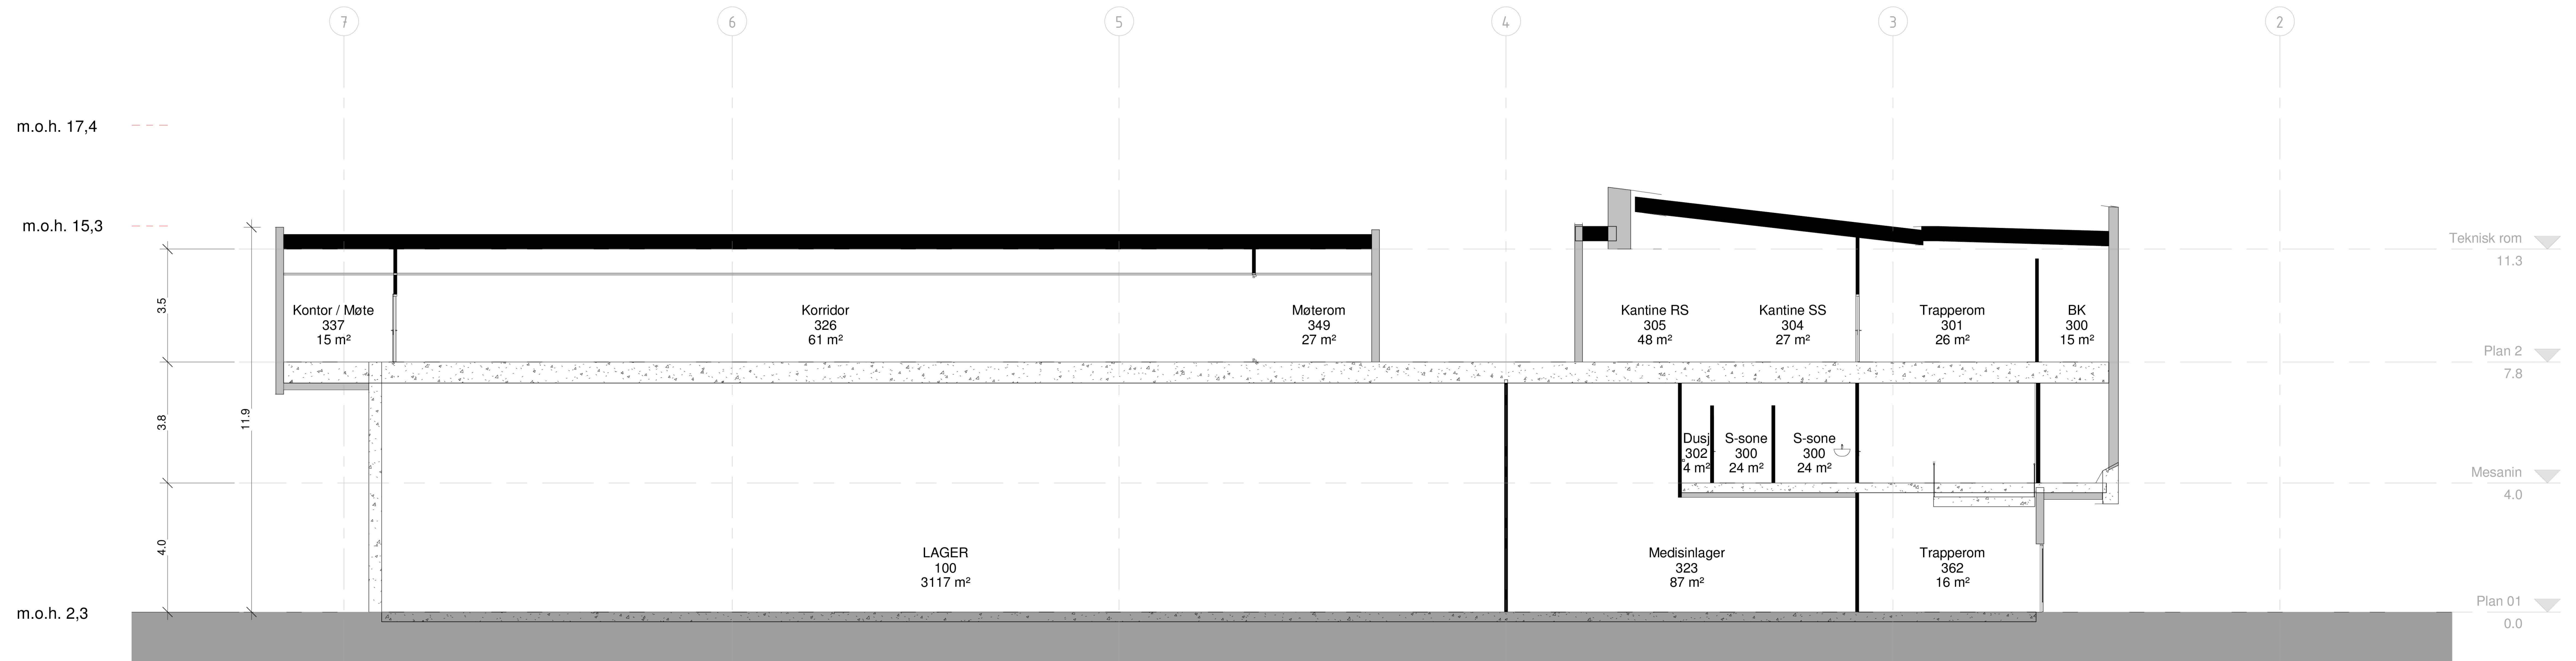 7
6
5
4
3
2
m.o.h. 17,4
m.o.h. 15,3
Teknisk rom
11.3
3.5
Kontor / Møte
337
15 m²
Korridor
326
61 m²
Møterom
349
27 m²
Kantine RS
305
48 m²
Kantine SS
304
27 m²
Trapperom
301
26 m²
BK
300
15 m²
Plan 2
7.8
3.8
11.9
Dusj
302
4 m²
S-sone
300
24 m²
S-sone
300
24 m²
Mesanin
4.0
4.0
LAGER
100
3117 m²
Medisinlager
323
87 m²
Trapperom
362
16 m²
m.o.h. 2,3
Plan 01
0.0